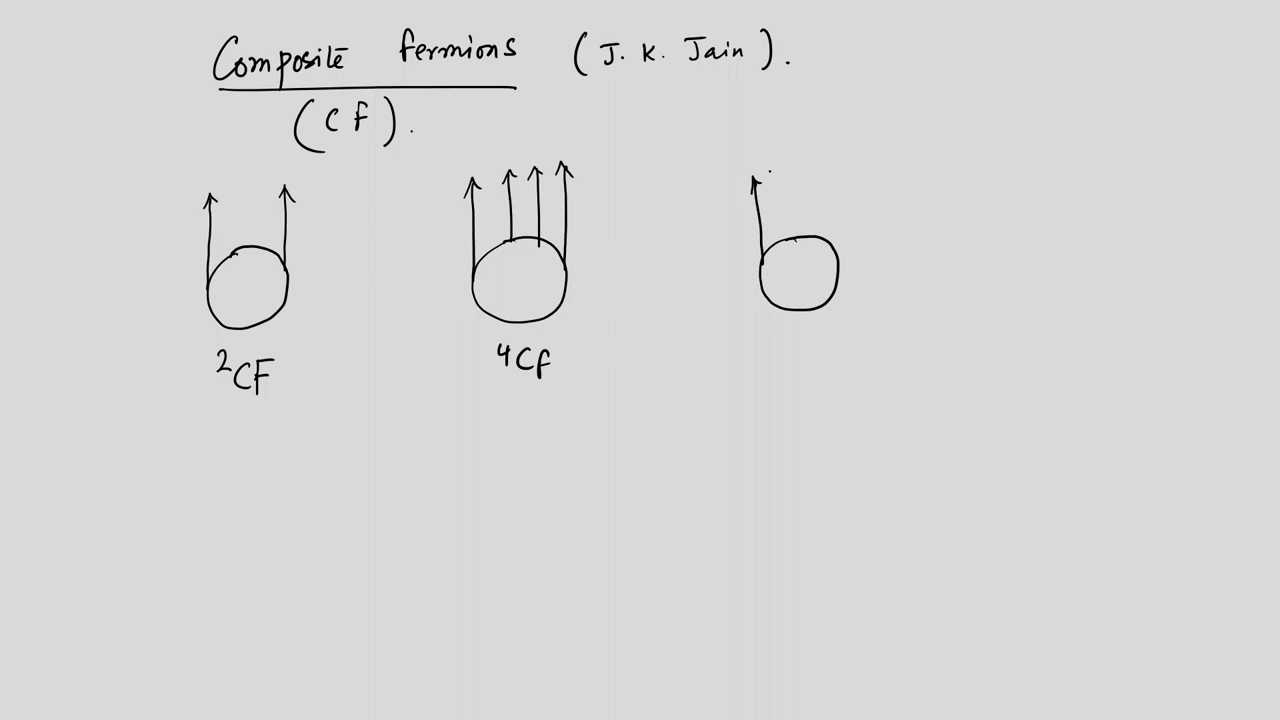 Composite fermions (J. K. Jain).
(CF).
²CF ⁴CF